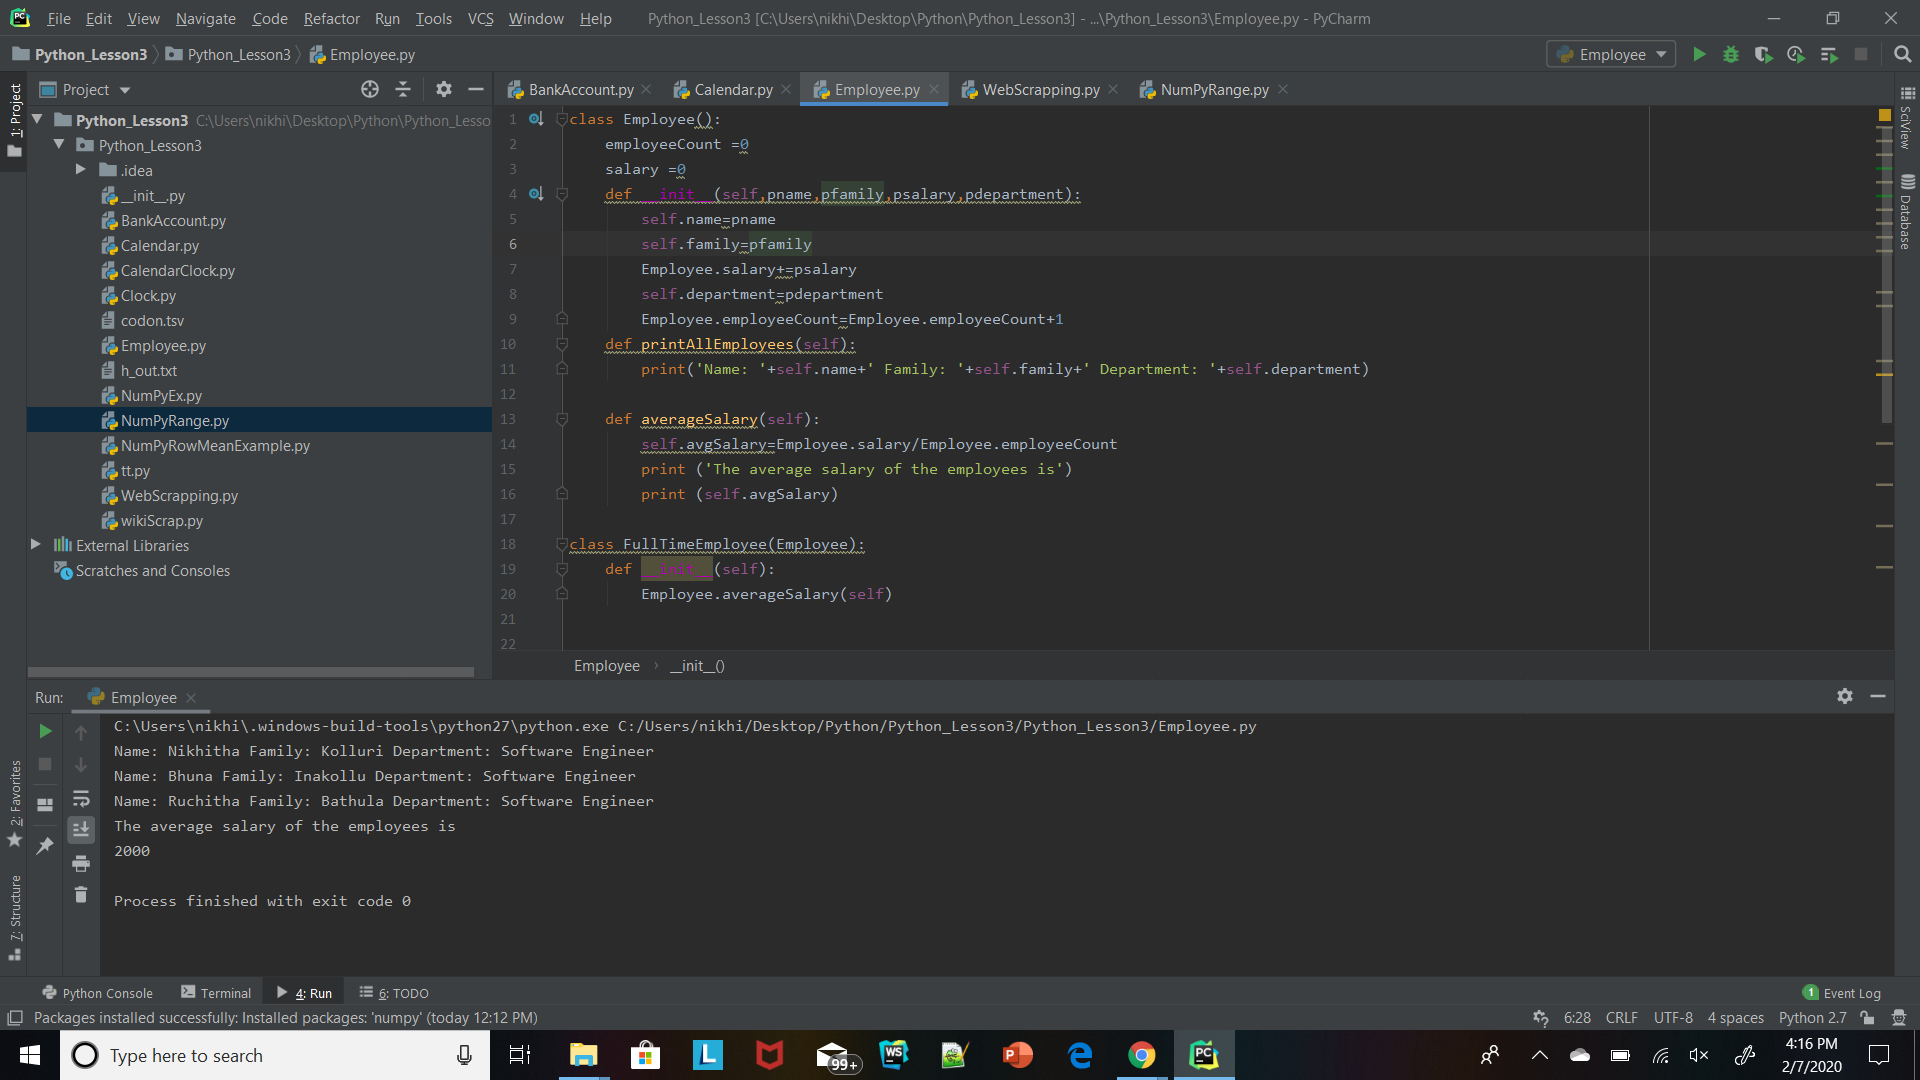 File Edit View Navigate Code Refactor Run Tools VCS Window Help Python_Lesson3 [C:\Users\nikhi\Desktop\Python\Python_Lesson3] - ...\Python_Lesson3\Employee.py - PyCharm
Python_Lesson3 Python_Lesson3 Employee.py Employee
Project
BankAccount.py Calendar.py Employee.py WebScrapping.py NumPyRange.py
1: Project
Python_Lesson3 C:\Users\nikhi\Desktop\Python\Python_Lesso
Python_Lesson3
.idea
__init__.py
BankAccount.py
Calendar.py
CalendarClock.py
Clock.py
codon.tsv
Employee.py
h_out.txt
NumPyEx.py
NumPyRange.py
NumPyRowMeanExample.py
tt.py
WebScrapping.py
wikiScrap.py
External Libraries
Scratches and Consoles
1 class Employee():
2 employeeCount =0
3 salary =0
4 def __init__(self,pname,pfamily,psalary,pdepartment):
5 self.name=pname
6 self.family=pfamily
7 Employee.salary+=psalary
8 self.department=pdepartment
9 Employee.employeeCount=Employee.employeeCount+1
10 def printAllEmployees(self):
11 print('Name: '+self.name+' Family: '+self.family+' Department: '+self.department)
12
13 def averageSalary(self):
14 self.avgSalary=Employee.salary/Employee.employeeCount
15 print ('The average salary of the employees is')
16 print (self.avgSalary)
17
18 class FullTimeEmployee(Employee):
19 def __init__(self):
20 Employee.averageSalary(self)
21
22
Employee › __init__()
SciView
Database
Run: Employee
C:\Users\nikhi\.windows-build-tools\python27\python.exe C:/Users/nikhi/Desktop/Python/Python_Lesson3/Python_Lesson3/Employee.py
Name: Nikhitha Family: Kolluri Department: Software Engineer
Name: Bhuna Family: Inakollu Department: Software Engineer
Name: Ruchitha Family: Bathula Department: Software Engineer
The average salary of the employees is
2000
Process finished with exit code 0
2: Favorites
7: Structure
Python Console Terminal 4: Run 6: TODO 1 Event Log
Packages installed successfully: Installed packages: 'numpy' (today 12:12 PM) 6:28 CRLF UTF-8 4 spaces Python 2.7
Type here to search 99+ 4:16 PM
2/7/2020